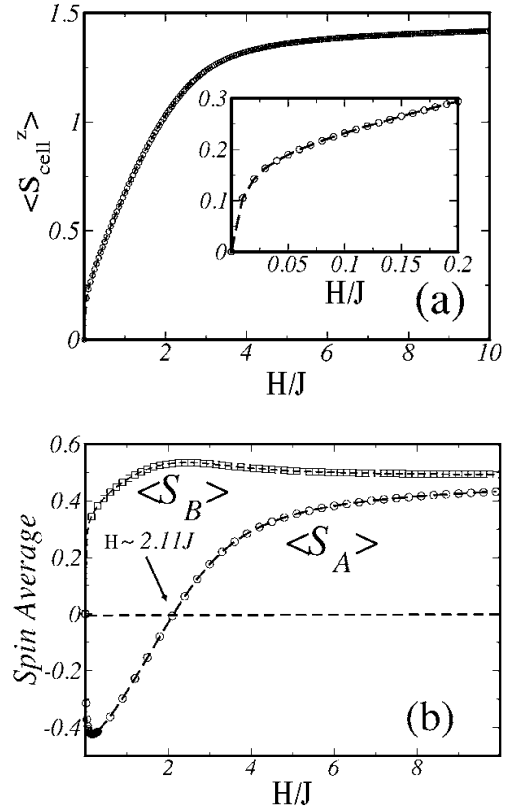 1.5
1
0.5
0
<S_cell^z>
0.3
0.2
0.1
0
0.05 0.1 0.15 0.2
H/J
(a)
0 2 4 6 8 10
H/J
0.6
0.4
0.2
0
-0.2
-0.4
Spin Average
<S_B>
<S_A>
H~2.11J
(b)
0 2 4 6 8
H/J